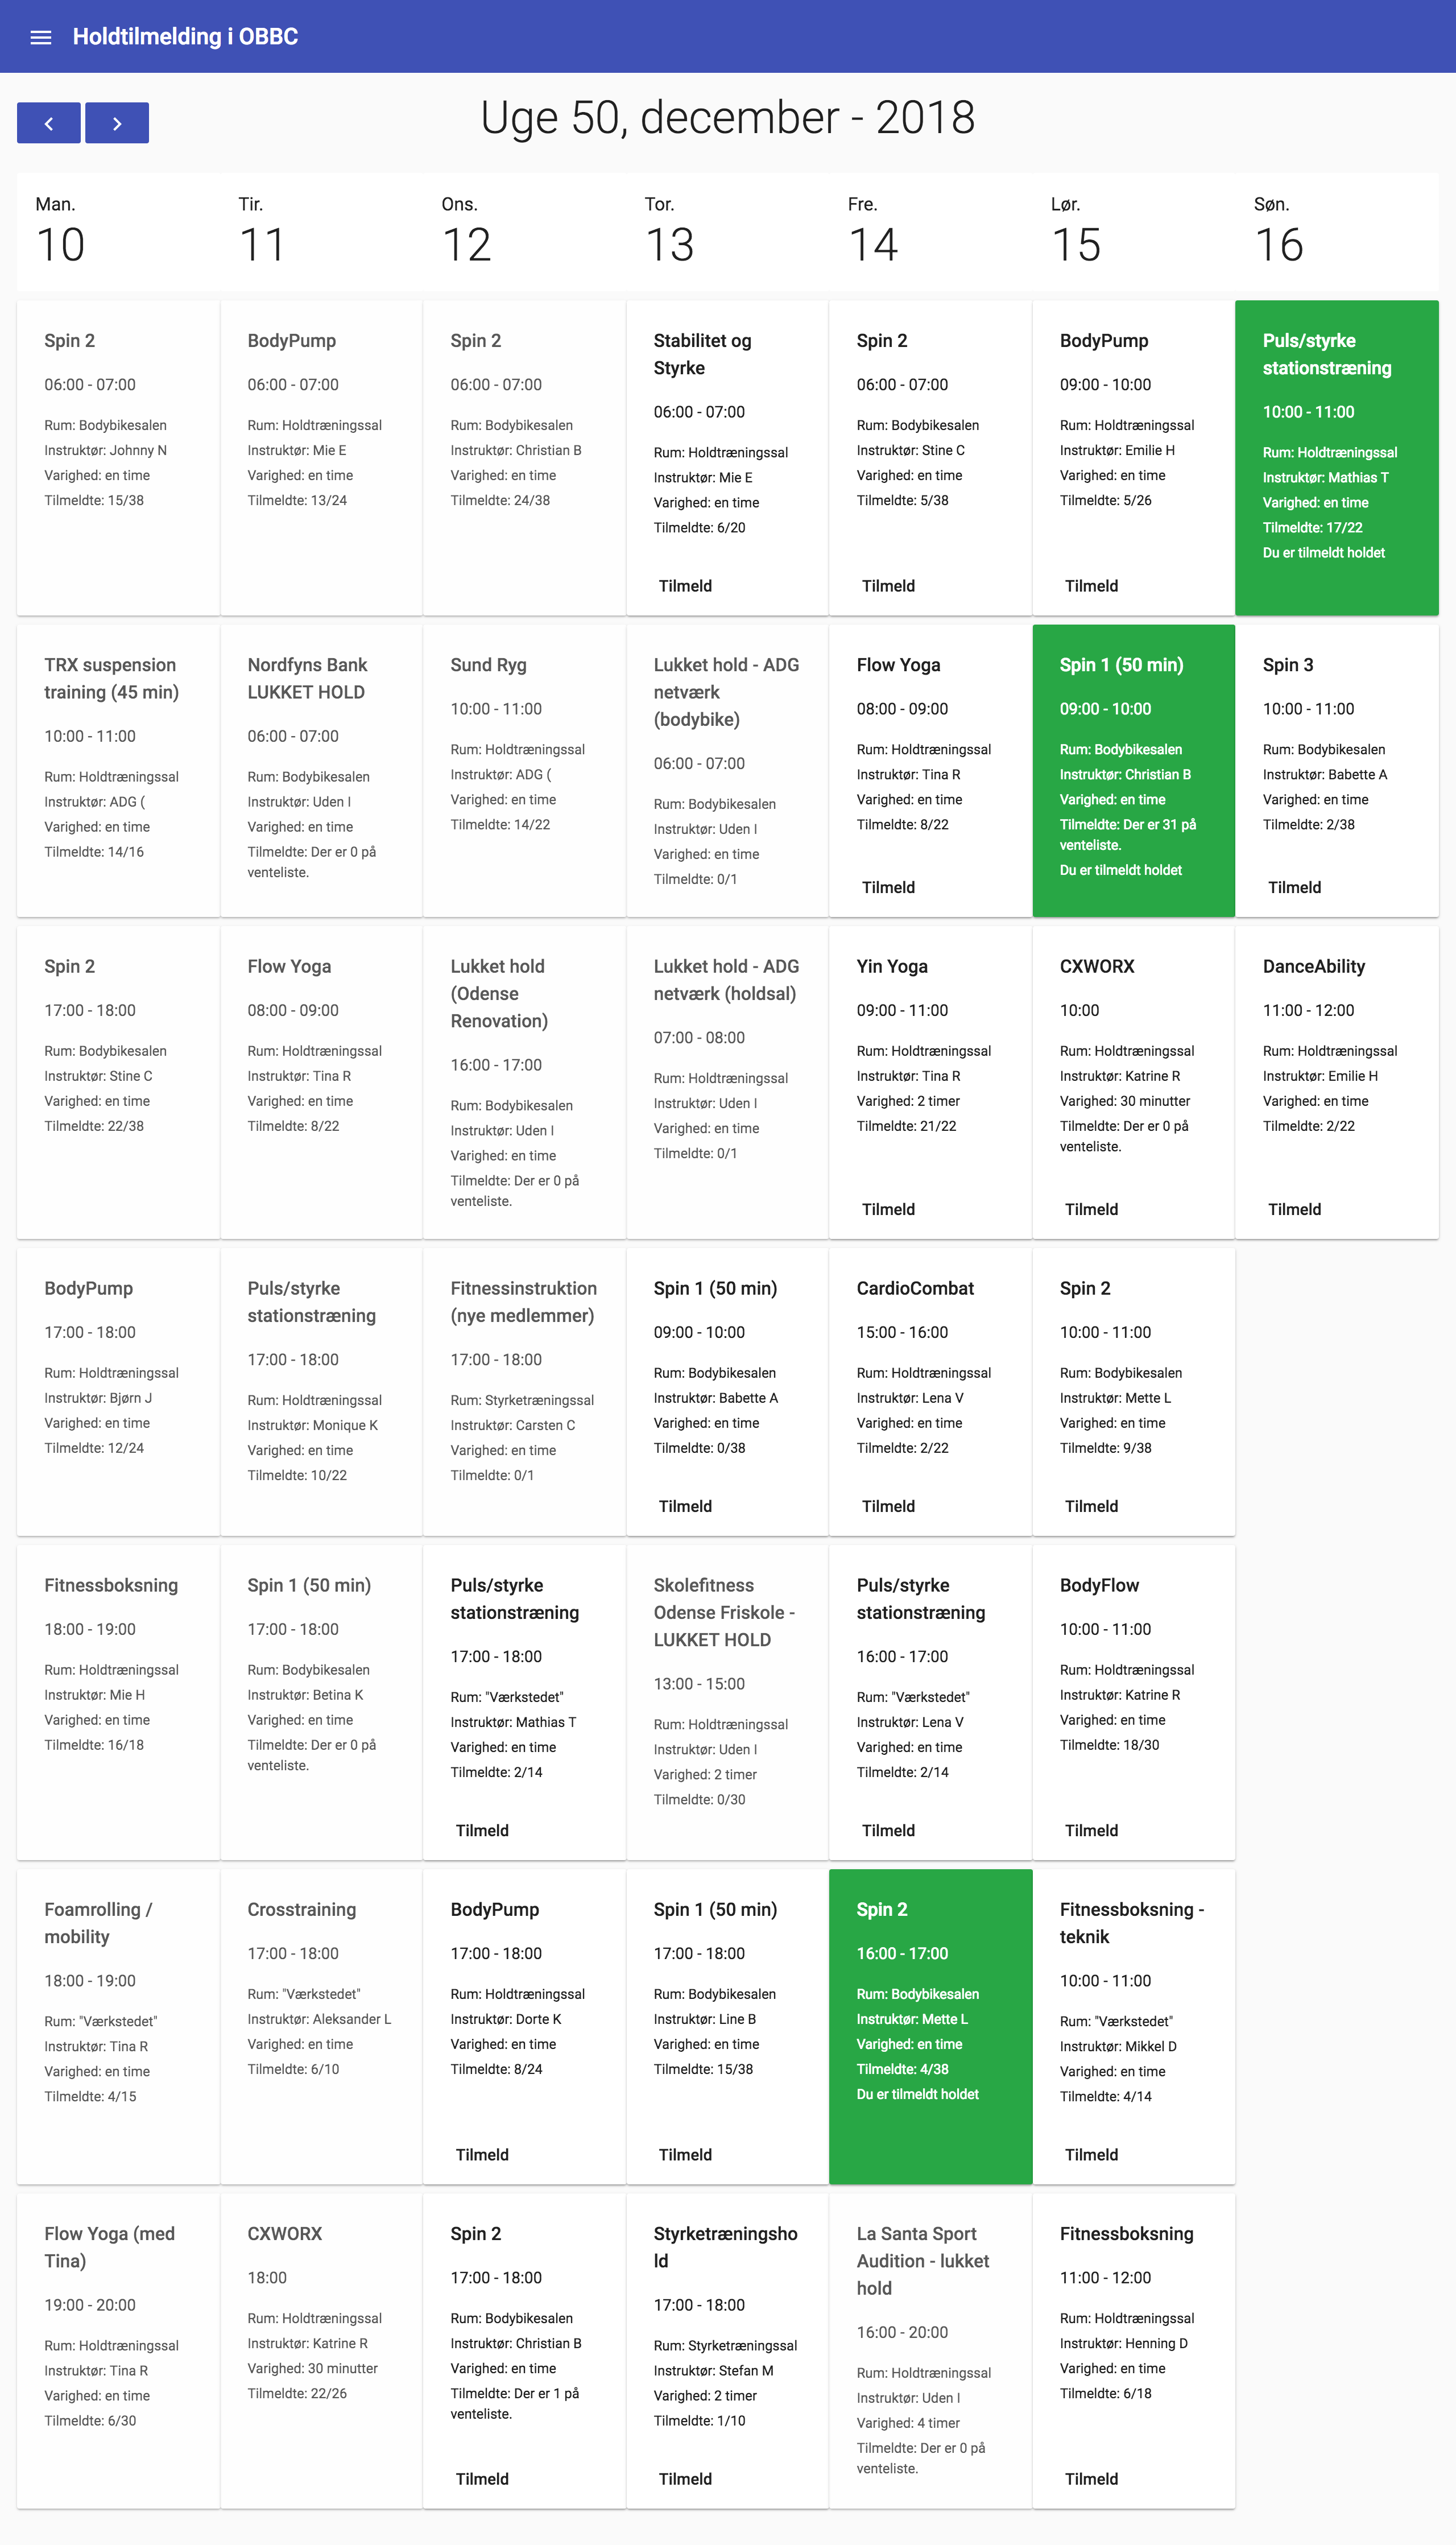 Holdtilmelding i OBBC
Uge 50, december - 2018
Man.
10
Tir.
11
Ons.
12
Tor.
13
Fre.
14
Lør.
15
Søn.
16
Spin 2
06:00 - 07:00
Rum: Bodybikesalen
Instruktør: Johnny N
Varighed: en time
Tilmeldte: 15/38
BodyPump
06:00 - 07:00
Rum: Holdtræningssal
Instruktør: Mie E
Varighed: en time
Tilmeldte: 13/24
Spin 2
06:00 - 07:00
Rum: Bodybikesalen
Instruktør: Christian B
Varighed: en time
Tilmeldte: 24/38
Stabilitet og
Styrke
06:00 - 07:00
Rum: Holdtræningssal
Instruktør: Mie E
Varighed: en time
Tilmeldte: 6/20
Tilmeld
Spin 2
06:00 - 07:00
Rum: Bodybikesalen
Instruktør: Stine C
Varighed: en time
Tilmeldte: 5/38
Tilmeld
BodyPump
09:00 - 10:00
Rum: Holdtræningssal
Instruktør: Emilie H
Varighed: en time
Tilmeldte: 5/26
Tilmeld
Puls/styrke
stationstræning
10:00 - 11:00
Rum: Holdtræningssal
Instruktør: Mathias T
Varighed: en time
Tilmeldte: 17/22
Du er tilmeldt holdet
TRX suspension
training (45 min)
10:00 - 11:00
Rum: Holdtræningssal
Instruktør: ADG (
Varighed: en time
Tilmeldte: 14/16
Nordfyns Bank
LUKKET HOLD
06:00 - 07:00
Rum: Bodybikesalen
Instruktør: Uden I
Varighed: en time
Tilmeldte: Der er 0 på
venteliste.
Sund Ryg
10:00 - 11:00
Rum: Holdtræningssal
Instruktør: ADG (
Varighed: en time
Tilmeldte: 14/22
Lukket hold - ADG
netværk
(bodybike)
06:00 - 07:00
Rum: Bodybikesalen
Instruktør: Uden I
Varighed: en time
Tilmeldte: 0/1
Flow Yoga
08:00 - 09:00
Rum: Holdtræningssal
Instruktør: Tina R
Varighed: en time
Tilmeldte: 8/22
Tilmeld
Spin 1 (50 min)
09:00 - 10:00
Rum: Bodybikesalen
Instruktør: Christian B
Varighed: en time
Tilmeldte: Der er 31 på
venteliste.
Du er tilmeldt holdet
Spin 3
10:00 - 11:00
Rum: Bodybikesalen
Instruktør: Babette A
Varighed: en time
Tilmeldte: 2/38
Tilmeld
Spin 2
17:00 - 18:00
Rum: Bodybikesalen
Instruktør: Stine C
Varighed: en time
Tilmeldte: 22/38
Flow Yoga
08:00 - 09:00
Rum: Holdtræningssal
Instruktør: Tina R
Varighed: en time
Tilmeldte: 8/22
Lukket hold
(Odense
Renovation)
16:00 - 17:00
Rum: Bodybikesalen
Instruktør: Uden I
Varighed: en time
Tilmeldte: Der er 0 på
venteliste.
Lukket hold - ADG
netværk (holdsal)
07:00 - 08:00
Rum: Holdtræningssal
Instruktør: Uden I
Varighed: en time
Tilmeldte: 0/1
Yin Yoga
09:00 - 11:00
Rum: Holdtræningssal
Instruktør: Tina R
Varighed: 2 timer
Tilmeldte: 21/22
Tilmeld
CXWORX
10:00
Rum: Holdtræningssal
Instruktør: Katrine R
Varighed: 30 minutter
Tilmeldte: Der er 0 på
venteliste.
Tilmeld
DanceAbility
11:00 - 12:00
Rum: Holdtræningssal
Instruktør: Emilie H
Varighed: en time
Tilmeldte: 2/22
Tilmeld
BodyPump
17:00 - 18:00
Rum: Holdtræningssal
Instruktør: Bjørn J
Varighed: en time
Tilmeldte: 12/24
Puls/styrke
stationstræning
17:00 - 18:00
Rum: Holdtræningssal
Instruktør: Monique K
Varighed: en time
Tilmeldte: 10/22
Fitnessinstruktion
(nye medlemmer)
17:00 - 18:00
Rum: Styrketræningssal
Instruktør: Carsten C
Varighed: en time
Tilmeldte: 0/1
Spin 1 (50 min)
09:00 - 10:00
Rum: Bodybikesalen
Instruktør: Babette A
Varighed: en time
Tilmeldte: 0/38
Tilmeld
CardioCombat
15:00 - 16:00
Rum: Holdtræningssal
Instruktør: Lena V
Varighed: en time
Tilmeldte: 2/22
Tilmeld
Spin 2
10:00 - 11:00
Rum: Bodybikesalen
Instruktør: Mette L
Varighed: en time
Tilmeldte: 9/38
Tilmeld
Fitnessboksning
18:00 - 19:00
Rum: Holdtræningssal
Instruktør: Mie H
Varighed: en time
Tilmeldte: 16/18
Spin 1 (50 min)
17:00 - 18:00
Rum: Bodybikesalen
Instruktør: Betina K
Varighed: en time
Tilmeldte: Der er 0 på
venteliste.
Puls/styrke
stationstræning
17:00 - 18:00
Rum: "Værkstedet"
Instruktør: Mathias T
Varighed: en time
Tilmeldte: 2/14
Tilmeld
Skolefitness
Odense Friskole -
LUKKET HOLD
13:00 - 15:00
Rum: Holdtræningssal
Instruktør: Uden I
Varighed: 2 timer
Tilmeldte: 0/30
Puls/styrke
stationstræning
16:00 - 17:00
Rum: "Værkstedet"
Instruktør: Lena V
Varighed: en time
Tilmeldte: 2/14
Tilmeld
BodyFlow
10:00 - 11:00
Rum: Holdtræningssal
Instruktør: Katrine R
Varighed: en time
Tilmeldte: 18/30
Tilmeld
Foamrolling /
mobility
18:00 - 19:00
Rum: "Værkstedet"
Instruktør: Tina R
Varighed: en time
Tilmeldte: 4/15
Crosstraining
17:00 - 18:00
Rum: "Værkstedet"
Instruktør: Aleksander L
Varighed: en time
Tilmeldte: 6/10
BodyPump
17:00 - 18:00
Rum: Holdtræningssal
Instruktør: Dorte K
Varighed: en time
Tilmeldte: 8/24
Tilmeld
Spin 1 (50 min)
17:00 - 18:00
Rum: Bodybikesalen
Instruktør: Line B
Varighed: en time
Tilmeldte: 15/38
Tilmeld
Spin 2
16:00 - 17:00
Rum: Bodybikesalen
Instruktør: Mette L
Varighed: en time
Tilmeldte: 4/38
Du er tilmeldt holdet
Fitnessboksning -
teknik
10:00 - 11:00
Rum: "Værkstedet"
Instruktør: Mikkel D
Varighed: en time
Tilmeldte: 4/14
Tilmeld
Flow Yoga (med
Tina)
19:00 - 20:00
Rum: Holdtræningssal
Instruktør: Tina R
Varighed: en time
Tilmeldte: 6/30
CXWORX
18:00
Rum: Holdtræningssal
Instruktør: Katrine R
Varighed: 30 minutter
Tilmeldte: 22/26
Spin 2
17:00 - 18:00
Rum: Bodybikesalen
Instruktør: Christian B
Varighed: en time
Tilmeldte: Der er 1 på
venteliste.
Tilmeld
Styrketræningsho
ld
17:00 - 18:00
Rum: Styrketræningssal
Instruktør: Stefan M
Varighed: 2 timer
Tilmeldte: 1/10
Tilmeld
La Santa Sport
Audition - lukket
hold
16:00 - 20:00
Rum: Holdtræningssal
Instruktør: Uden I
Varighed: 4 timer
Tilmeldte: Der er 0 på
venteliste.
Fitnessboksning
11:00 - 12:00
Rum: Holdtræningssal
Instruktør: Henning D
Varighed: en time
Tilmeldte: 6/18
Tilmeld